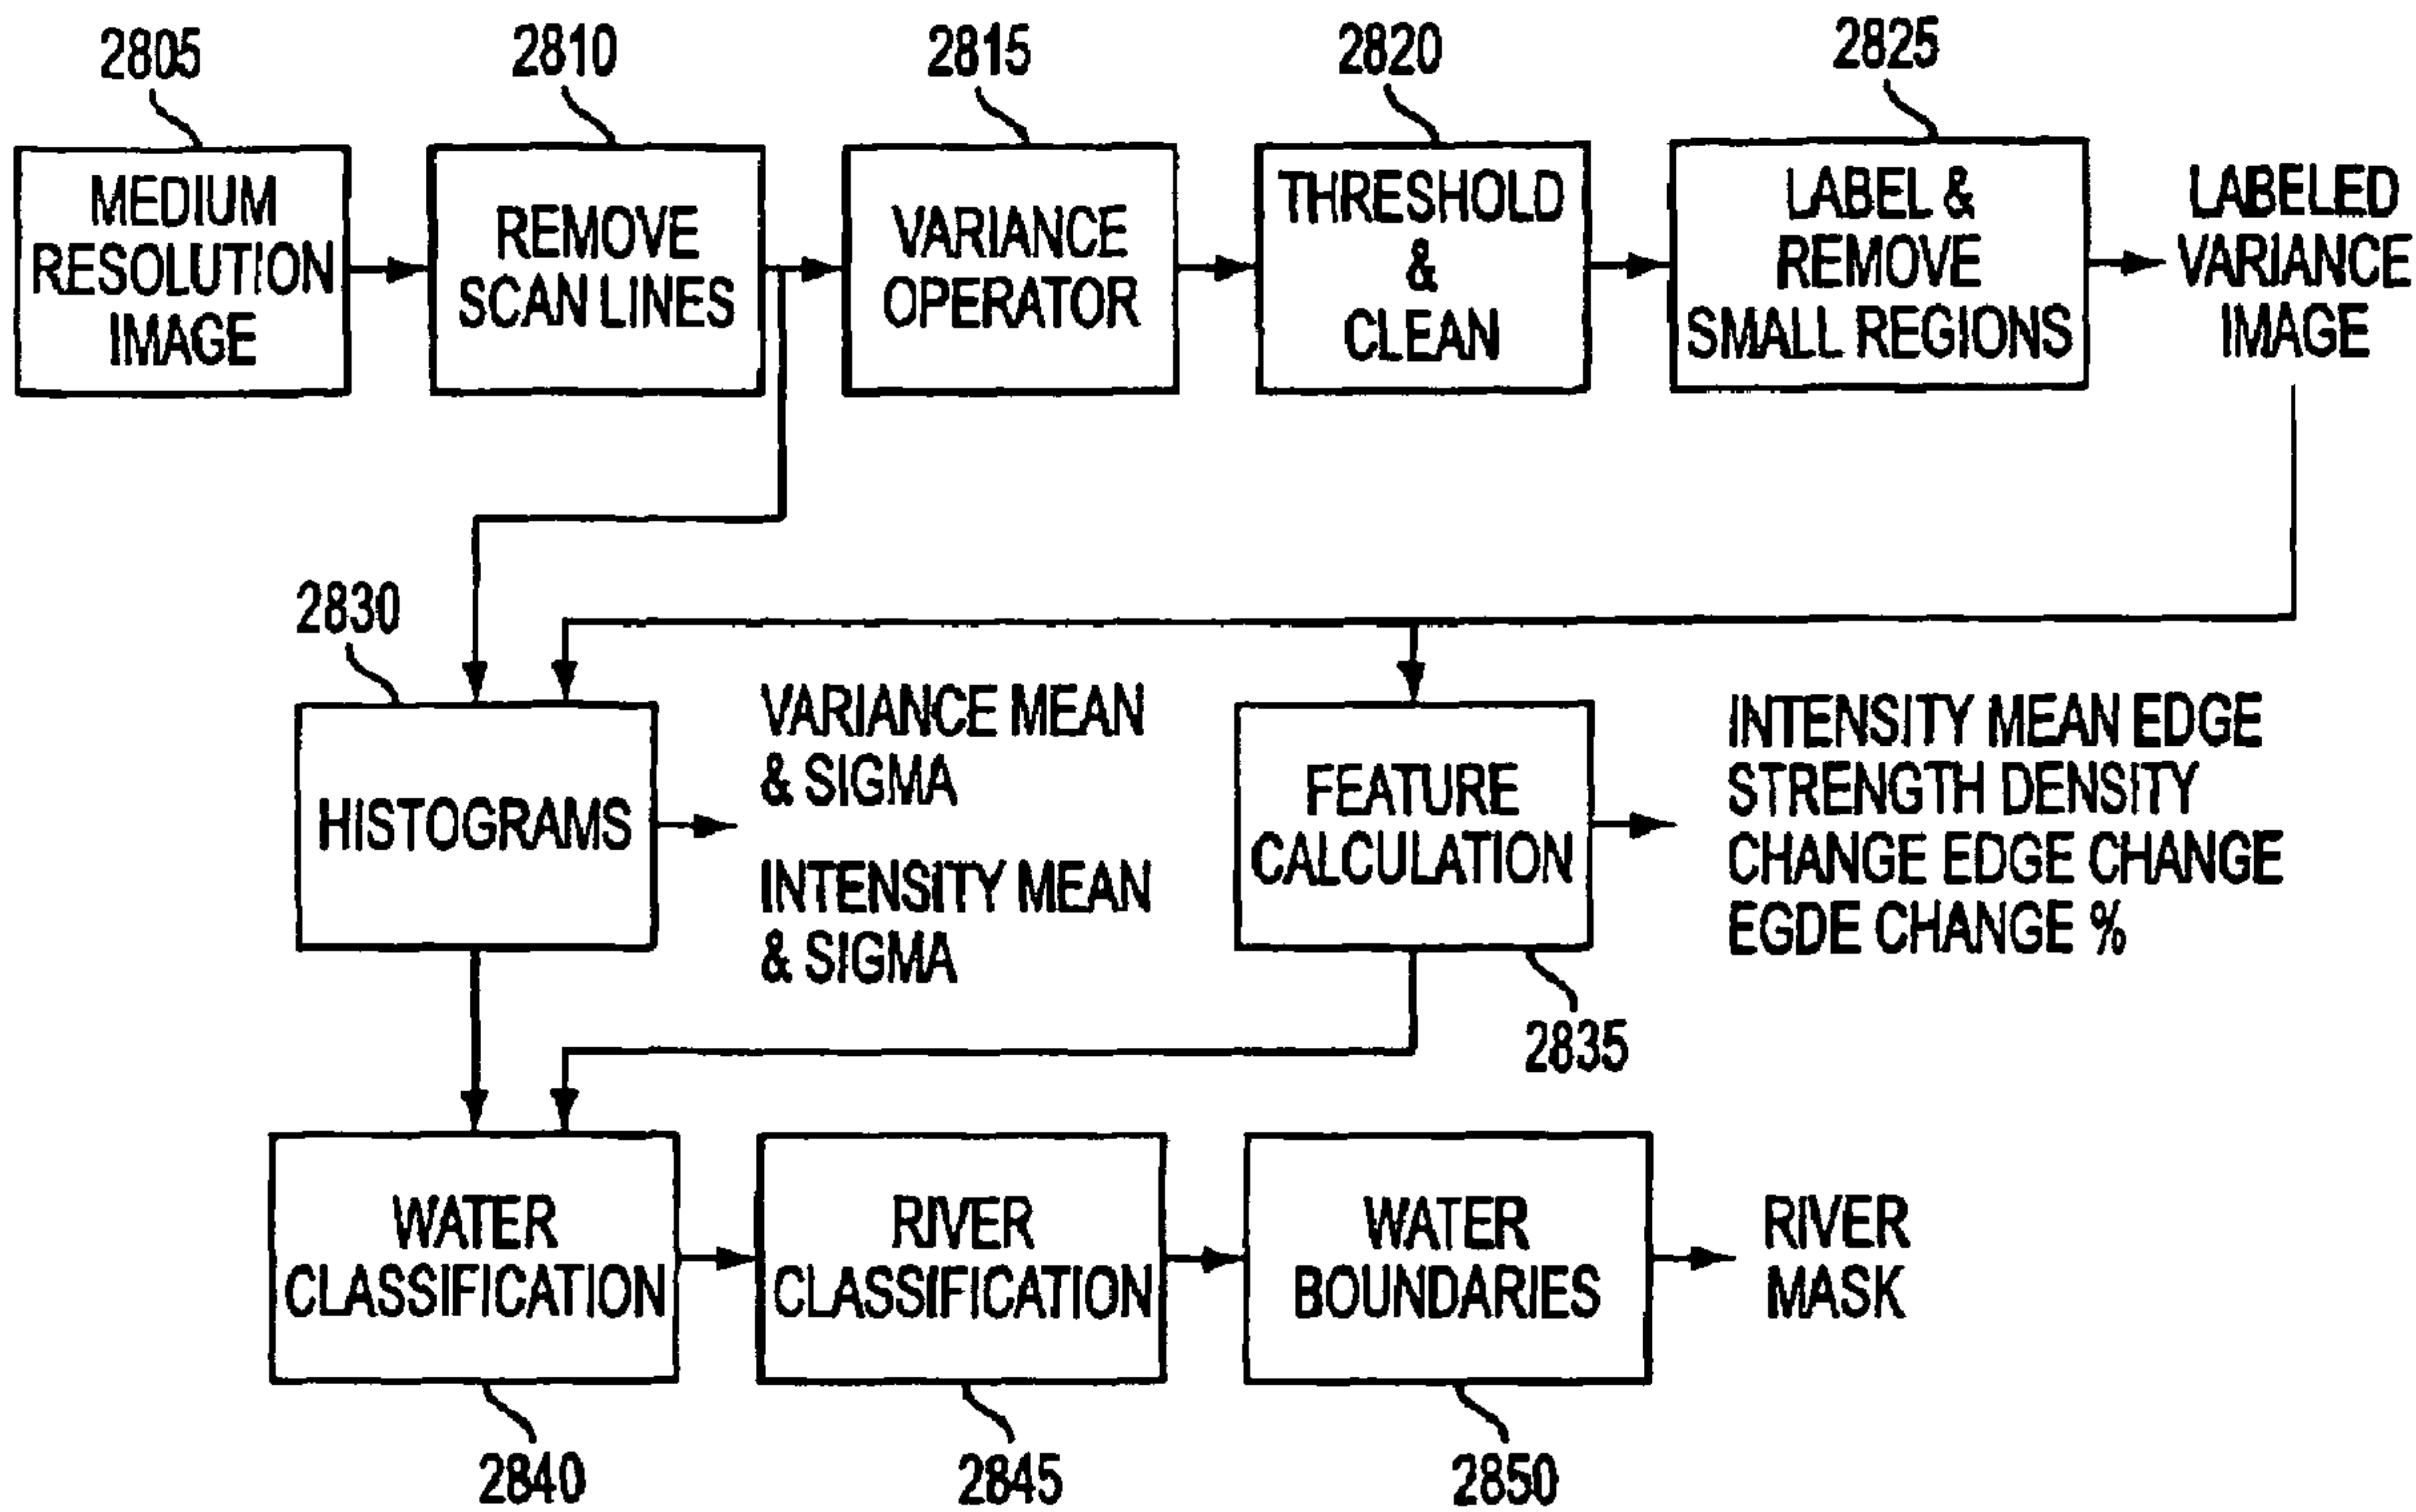 2805
2810
2815
2820
2825
MEDIUM
RESOLUTION
IMAGE
REMOVE
SCAN LINES
VARIANCE
OPERATOR
THRESHOLD
&
CLEAN
LABEL &
REMOVE
SMALL REGIONS
LABELED
VARIANCE
IMAGE
2830
HISTOGRAMS
VARIANCE MEAN
& SIGMA
INTENSITY MEAN
& SIGMA
FEATURE
CALCULATION
INTENSITY MEAN EDGE
STRENGTH DENSITY
CHANGE EDGE CHANGE
EGDE CHANGE %
2835
WATER
CLASSIFICATION
RIVER
CLASSIFICATION
WATER
BOUNDARIES
RIVER
MASK
2840
2845
2850